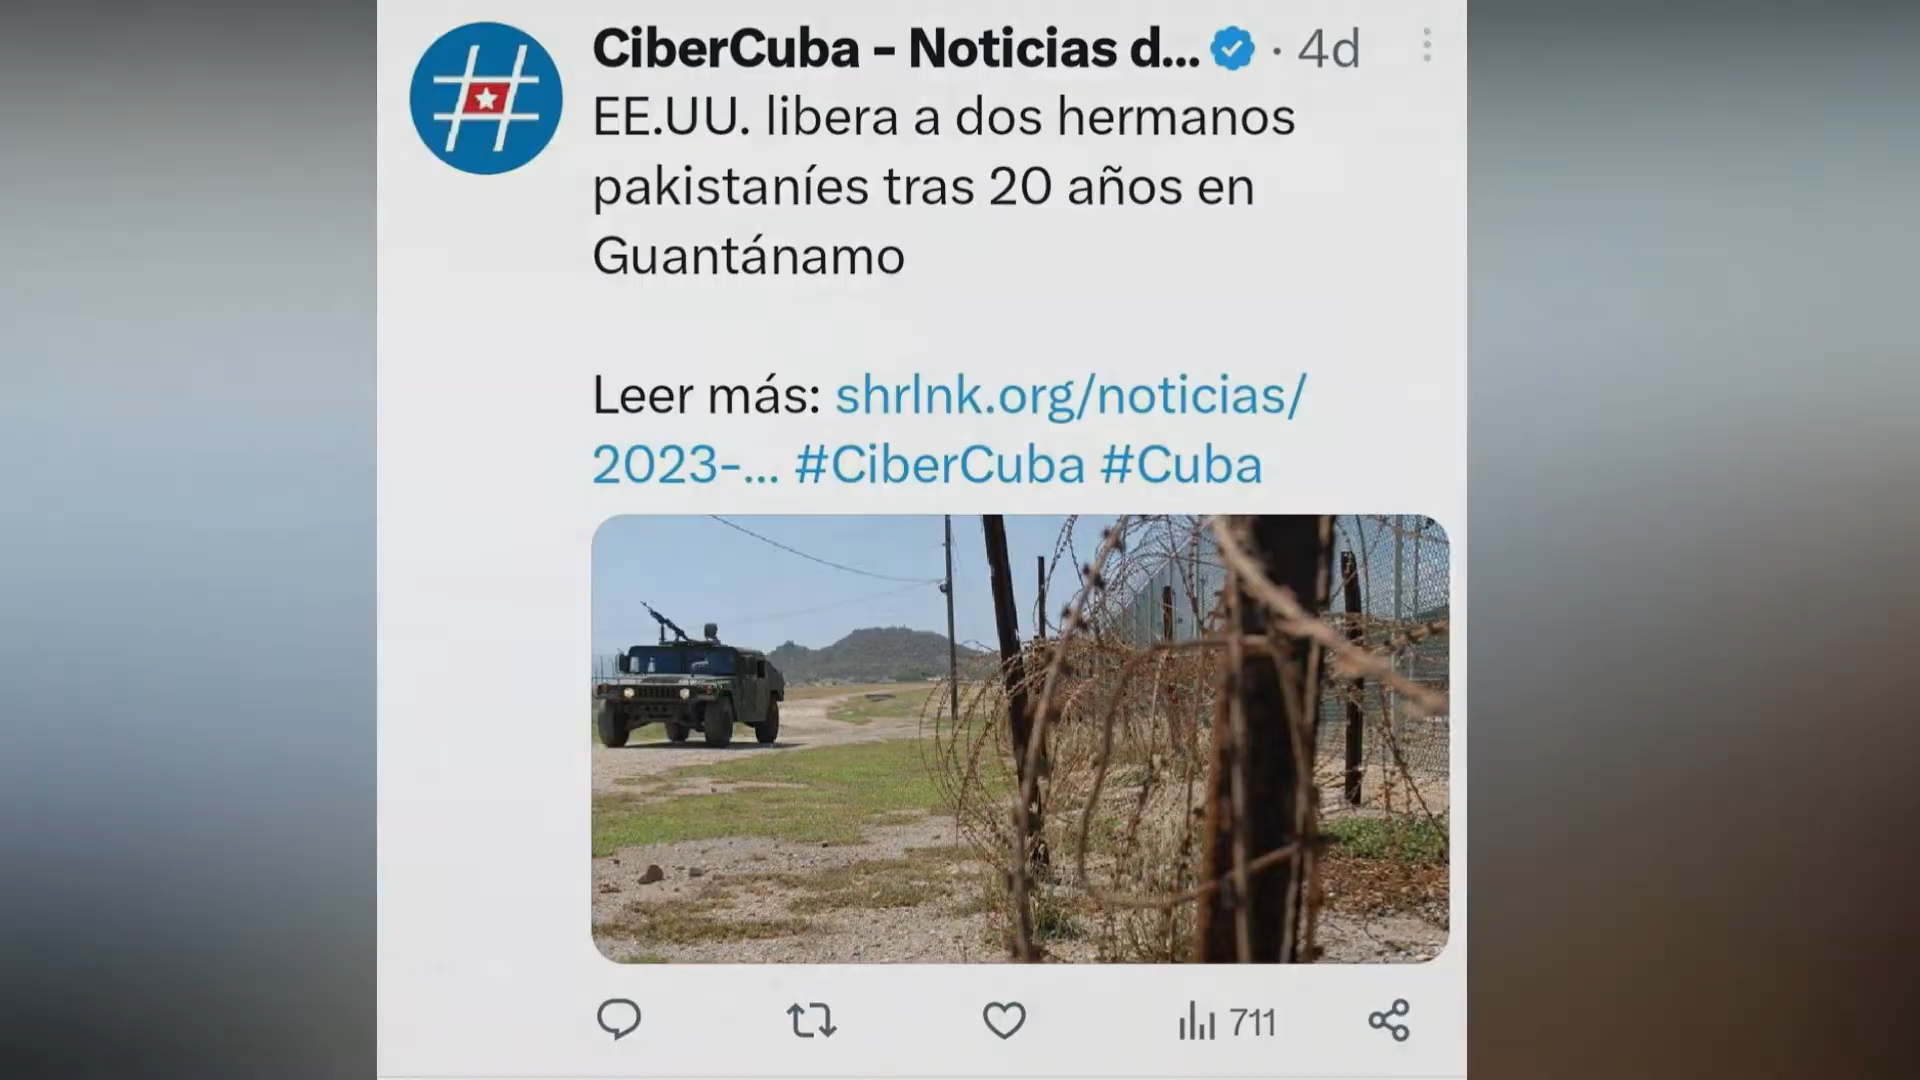 CiberCuba - Noticias d... · 4d
EE.UU. libera a dos hermanos
pakistaníes tras 20 años en
Guantánamo
Leer más: shrlnk.org/noticias/
2023-... #CiberCuba #Cuba
711